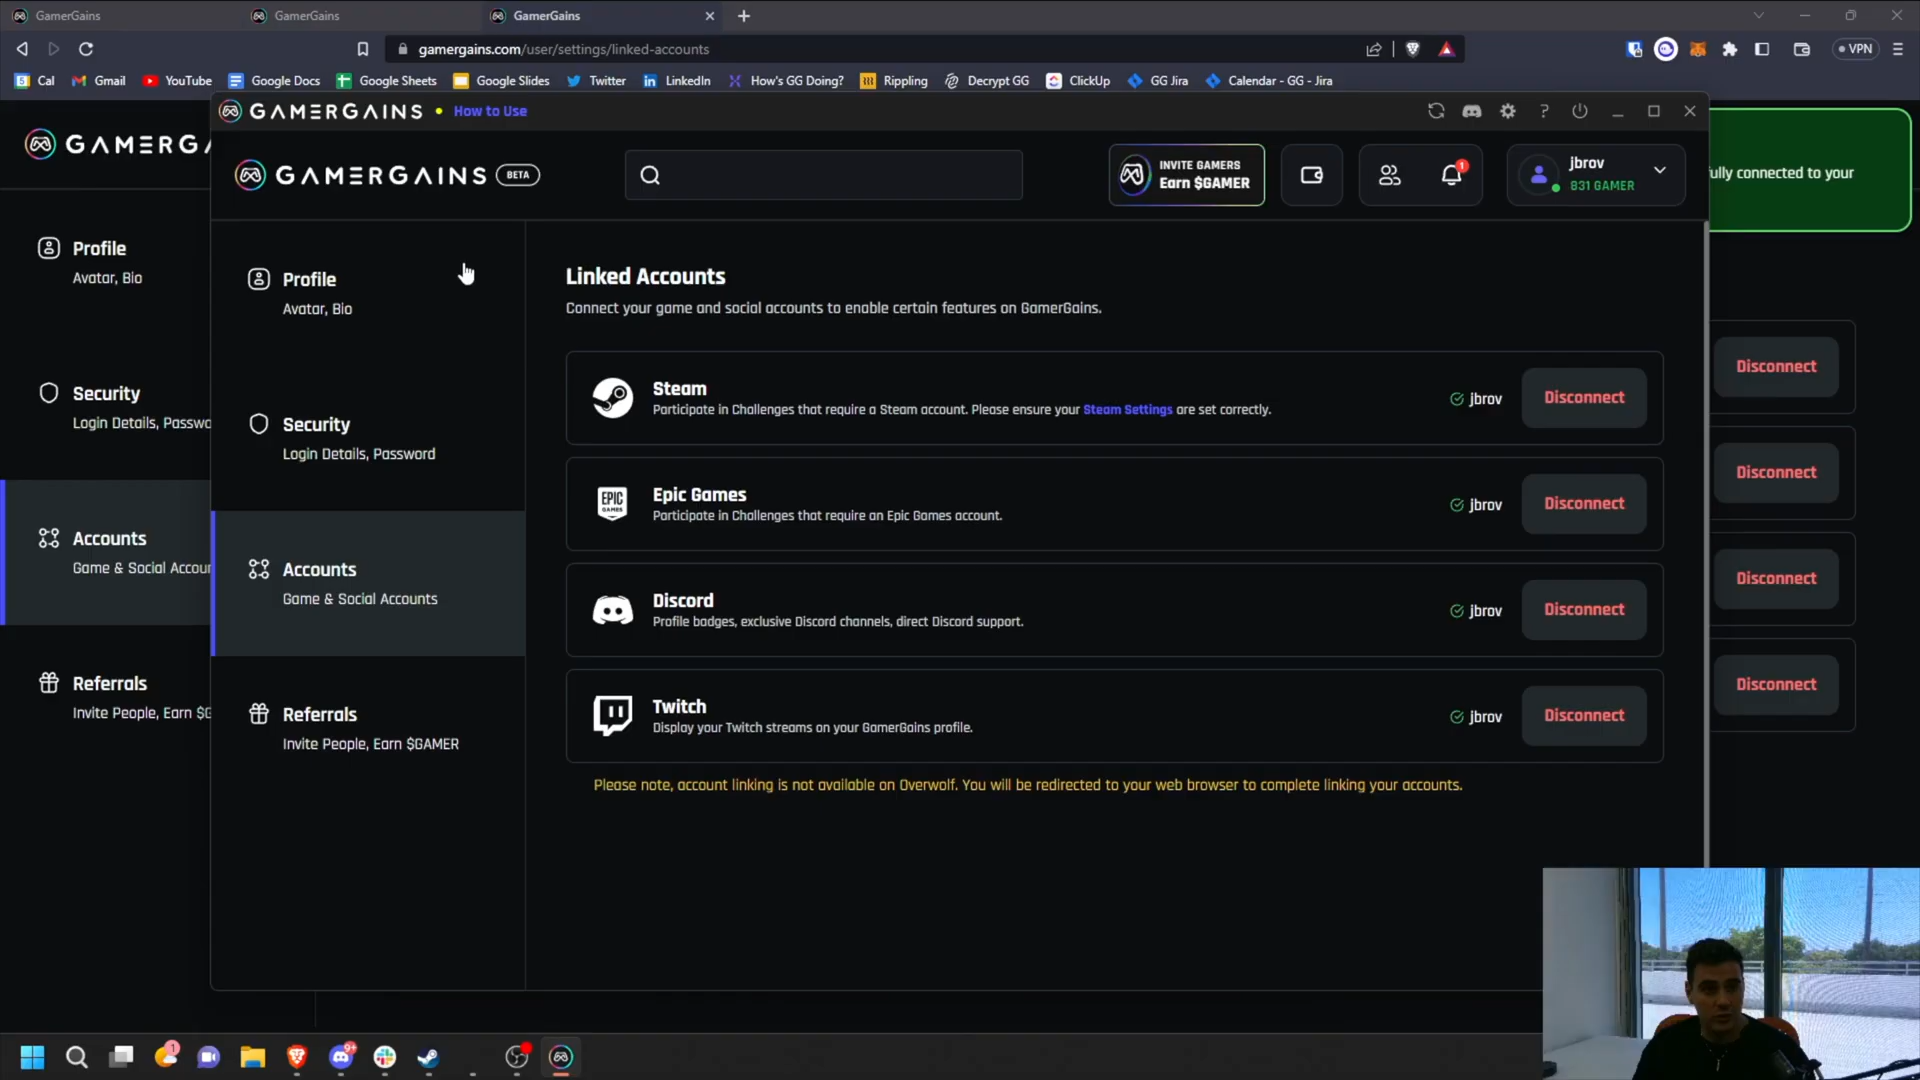 GamerGains
GamerGains
GamerGains
gamergains.com/user/settings/linked-accounts
VPN
Cal
Gmail
YouTube
Google Docs
Google Sheets
Google Slides
Twitter
LinkedIn
How's GG Doing?
Rippling
Decrypt GG
ClickUp
GG Jira
Calendar - GG - Jira
GAMERGAINS • How to Use
GAMERGAINS BETA
INVITE GAMERS
Earn $GAMER
1
jbrov
831 GAMER
GAMERGA
fully connected to your
Profile
Avatar, Bio
Security
Login Details, Passwo
Accounts
Game & Social Accour
Referrals
Invite People, Earn $G
Profile
Avatar, Bio
Security
Login Details, Password
Accounts
Game & Social Accounts
Referrals
Invite People, Earn $GAMER
Linked Accounts
Connect your game and social accounts to enable certain features on GamerGains.
Steam
Participate in Challenges that require a Steam account. Please ensure your Steam Settings are set correctly.
jbrov
Disconnect
EPIC
GAMES
Epic Games
Participate in Challenges that require an Epic Games account.
jbrov
Disconnect
Discord
Profile badges, exclusive Discord channels, direct Discord support.
jbrov
Disconnect
Twitch
Display your Twitch streams on your GamerGains profile.
jbrov
Disconnect
Please note, account linking is not available on Overwolf. You will be redirected to your web browser to complete linking your accounts.
Disconnect
Disconnect
Disconnect
Disconnect
1
9+